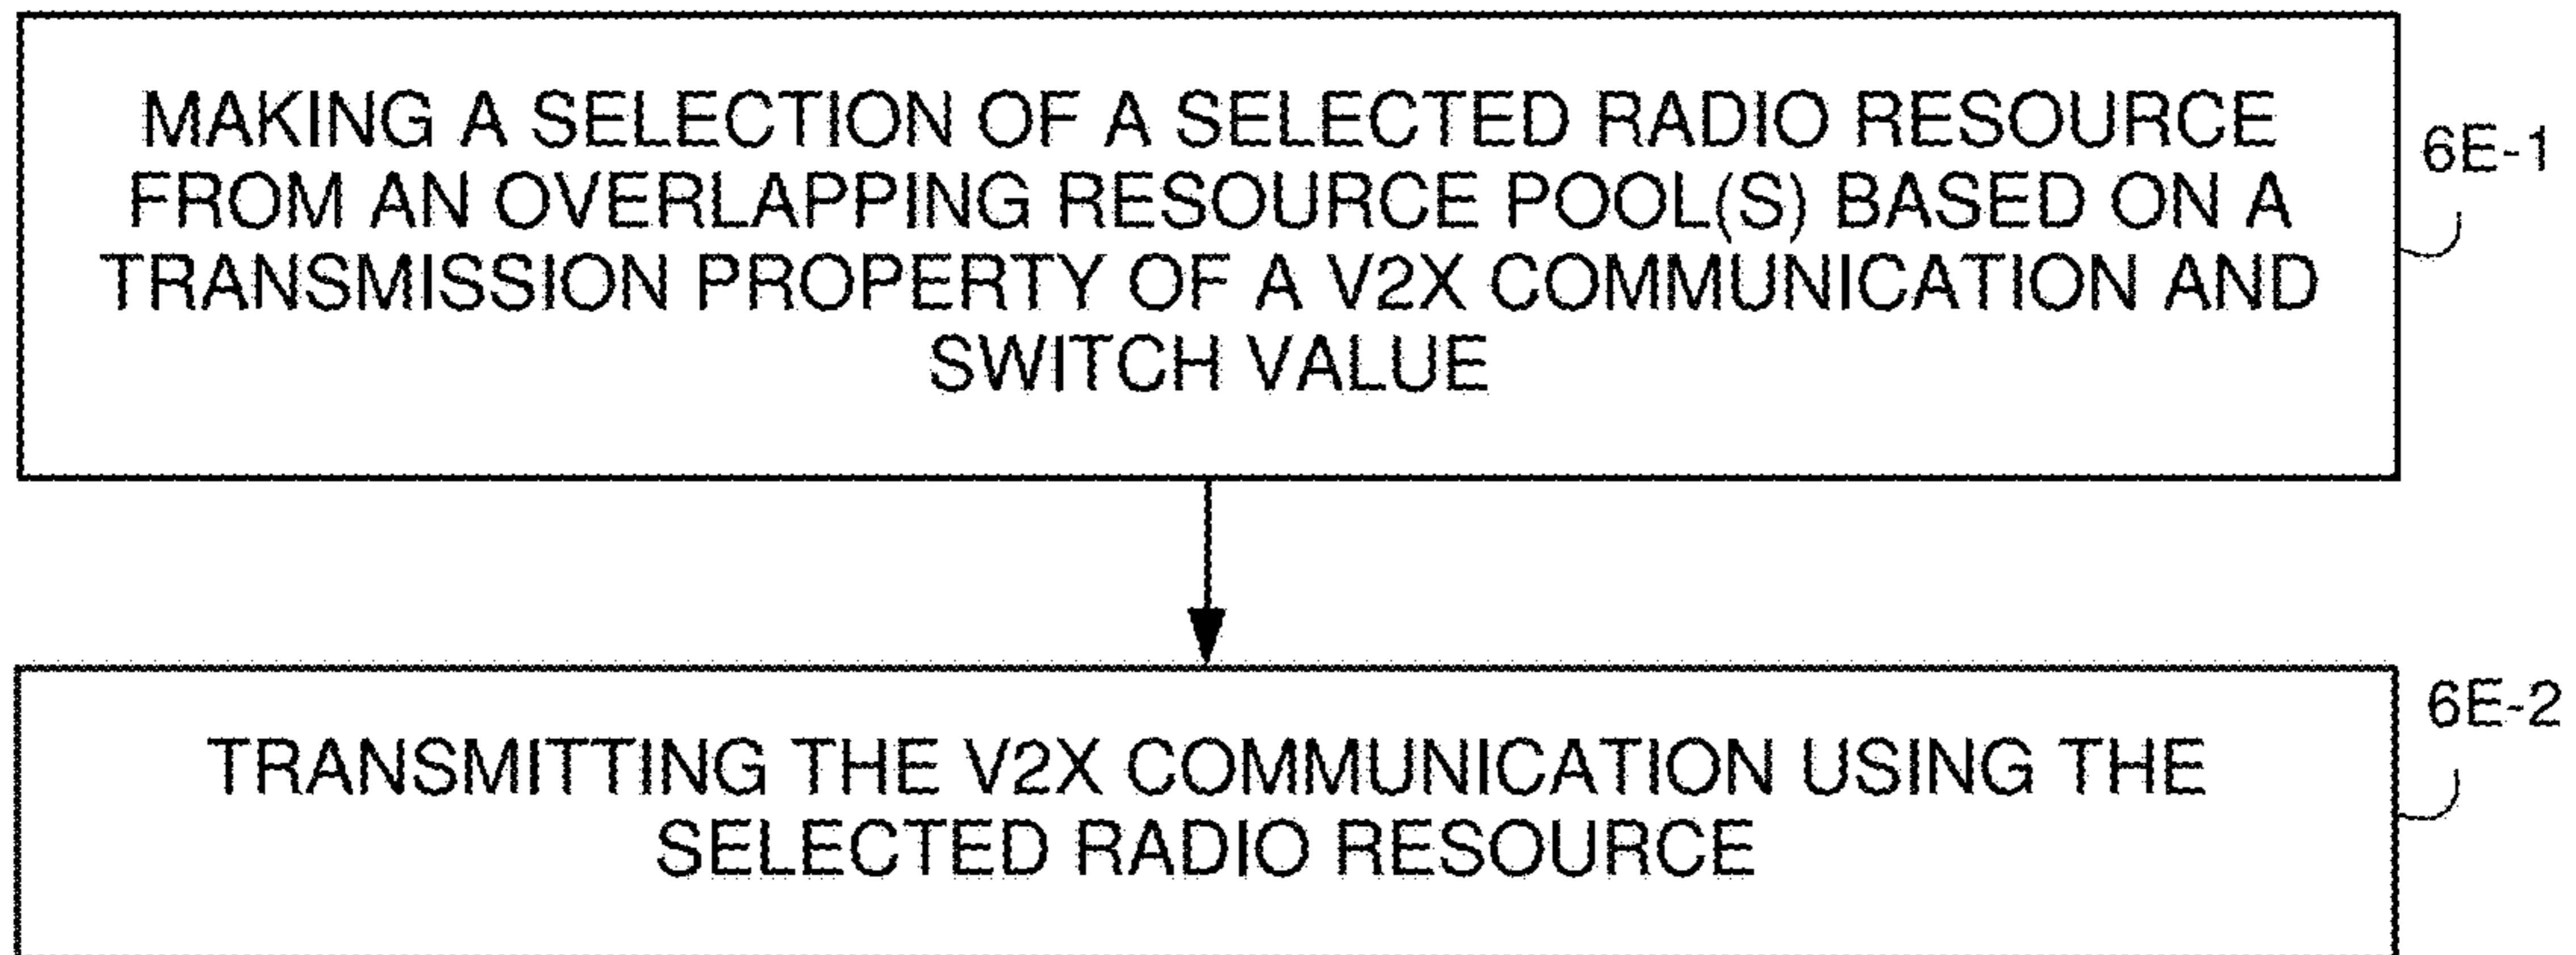 MAKING A SELECTION OF A SELECTED RADIO RESOURCE
FROM AN OVERLAPPING RESOURCE POOL(S) BASED ON A
TRANSMISSION PROPERTY OF A V2X COMMUNICATION AND
SWITCH VALUE
6E-1
TRANSMITTING THE V2X COMMUNICATION USING THE
SELECTED RADIO RESOURCE
6E-2